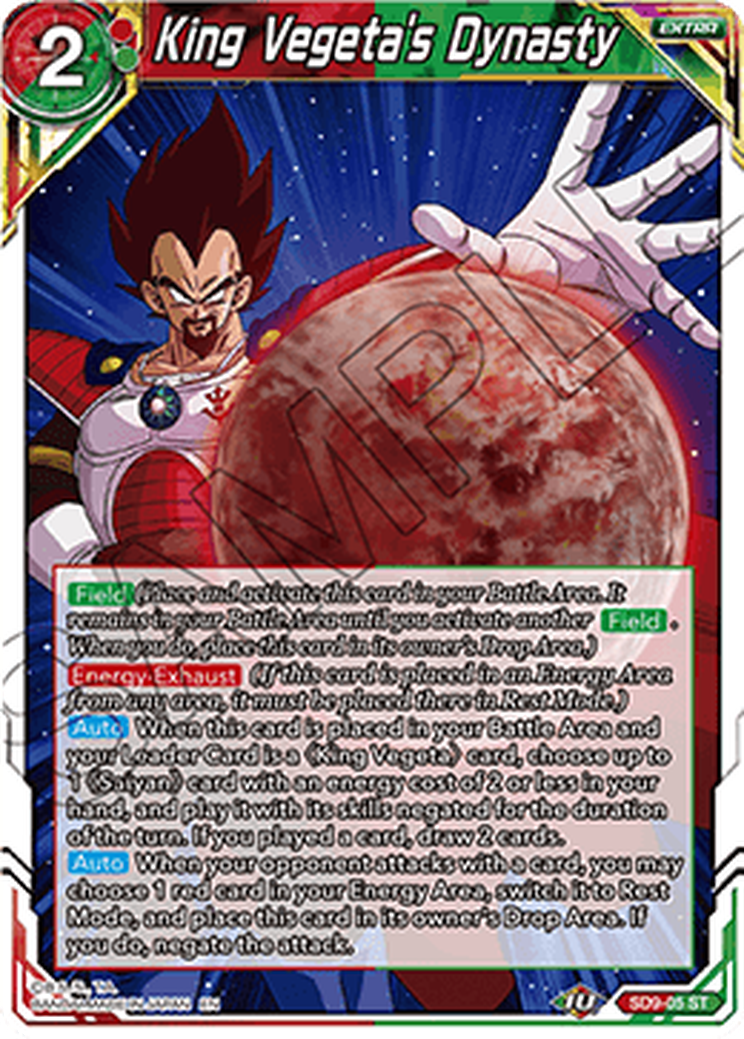 2
King Vegeta's Dynasty
EXTRA
Field (Place and activate this card in your Battle Area. It
remains in your Battle Area until you activate another Field.
When you do, place this card in its owner's Drop Area.)
Energy-Exhaust (If this card is placed in an Energy Area
from any area, it must be placed there in Rest Mode.)
Auto When this card is placed in your Battle Area and
your Leader Card is a 《King Vegeta》 card, choose up to
1 《Saiyan》 card with an energy cost of 2 or less in your
hand, and play it with its skills negated for the duration
of the turn. If you played a card, draw 2 cards.
Auto When your opponent attacks with a card, you may
choose 1 red card in your Energy Area, switch it to Rest
Mode, and place this card in its owner's Drop Area. If
you do, negate the attack.
SAMPLE
BANDAI MADE IN JAPAN EN
IU
SD9-05 ST